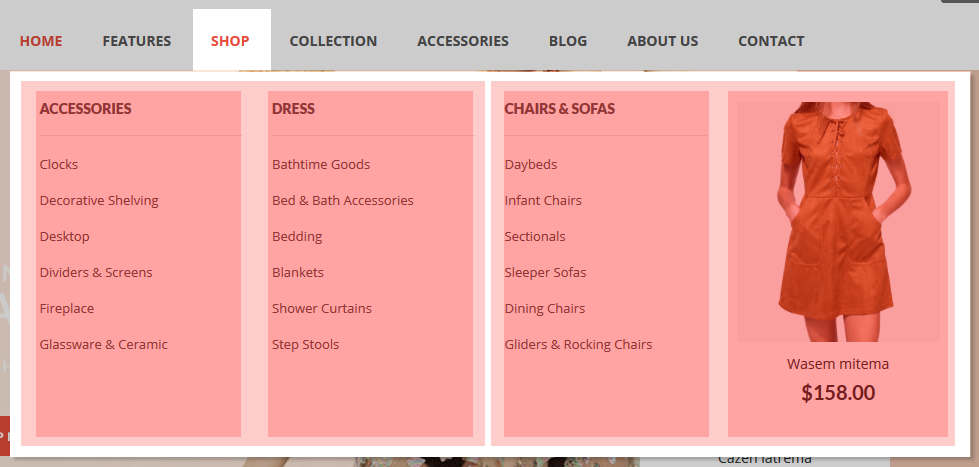 HOME FEATURES SHOP COLLECTION ACCESSORIES BLOG ABOUT US CONTACT
ACCESSORIES
Clocks
Decorative Shelving
Desktop
Dividers & Screens
Fireplace
Glassware & Ceramic
DRESS
Bathtime Goods
Bed & Bath Accessories
Bedding
Blankets
Shower Curtains
Step Stools
CHAIRS & SOFAS
Daybeds
Infant Chairs
Sectionals
Sleeper Sofas
Dining Chairs
Gliders & Rocking Chairs
Wasem mitema
$158.00